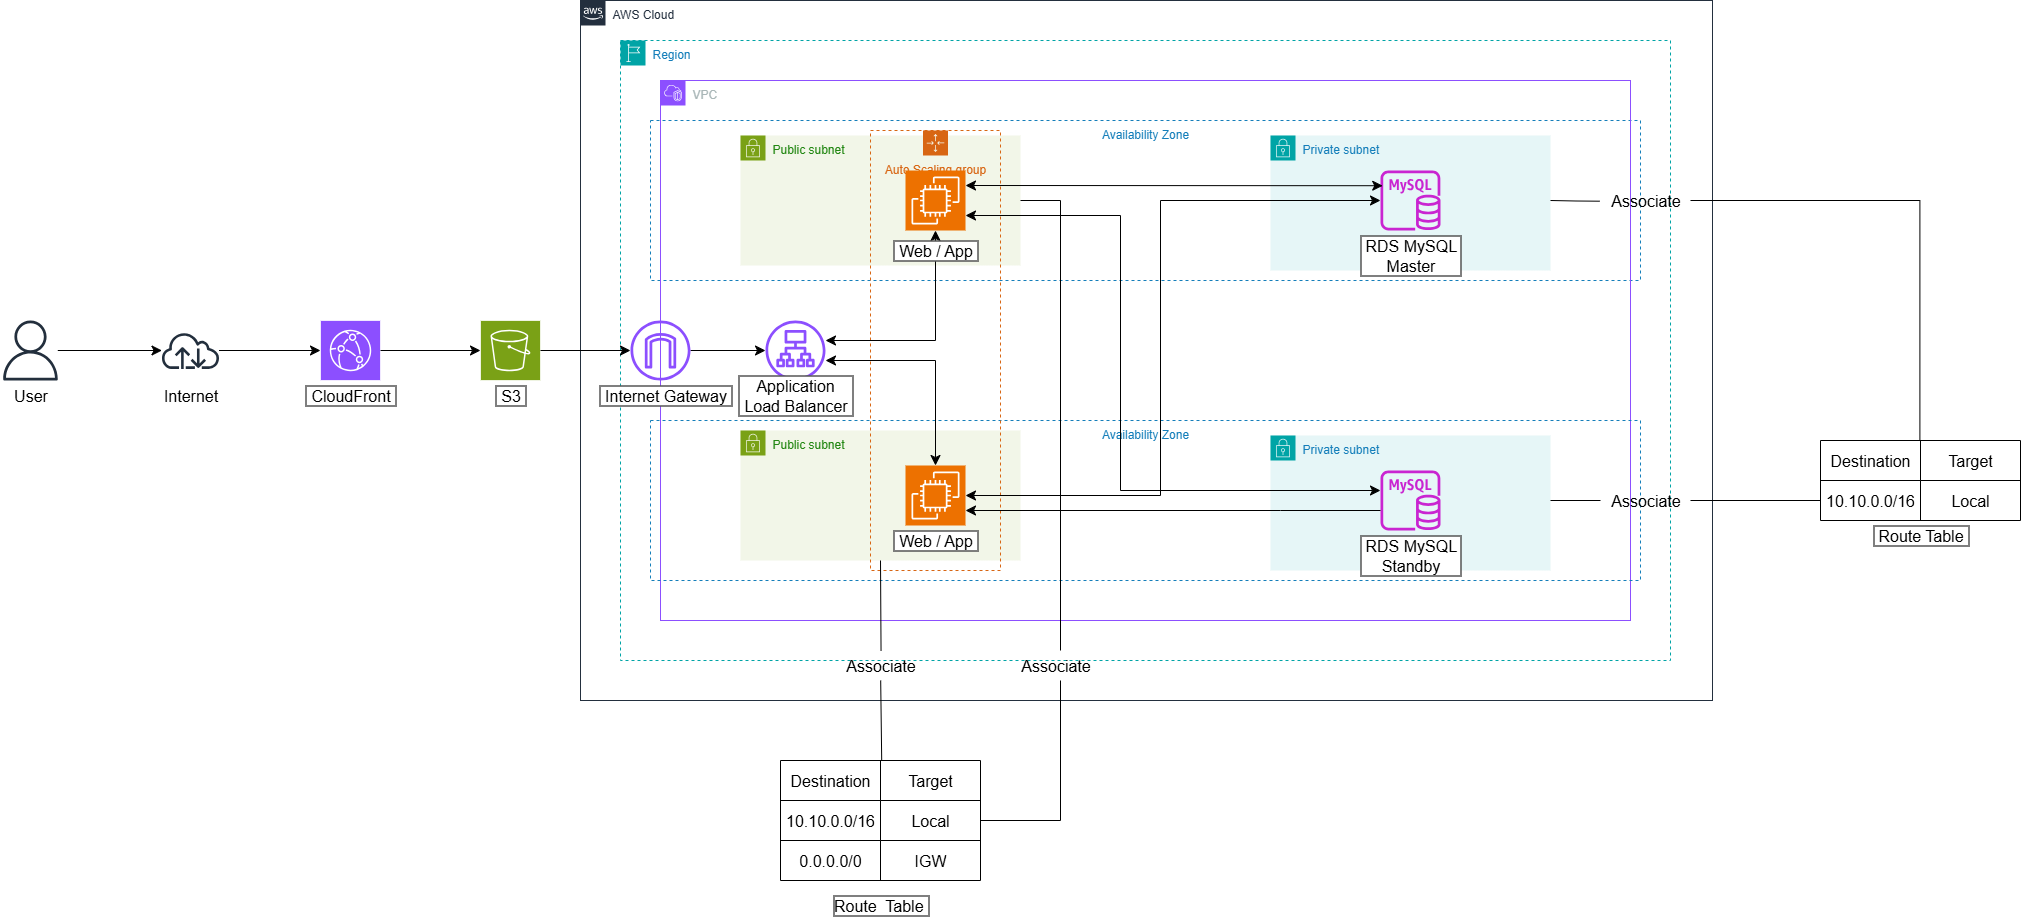 aws
AWS Cloud
Region
VPC
Availability Zone
Public subnet
Auto Scaling group
Web / App
Private subnet
MySQL
RDS MySQL
Master
Associate
User
Internet
CloudFront
S3
Internet Gateway
Application
Load Balancer
Availability Zone
Public subnet
Web / App
Private subnet
MySQL
RDS MySQL
Standby
Associate
Destination Target
10.10.0.0/16 Local
Route Table
Associate
Associate
Destination Target
10.10.0.0/16 Local
0.0.0.0/0 IGW
Route Table